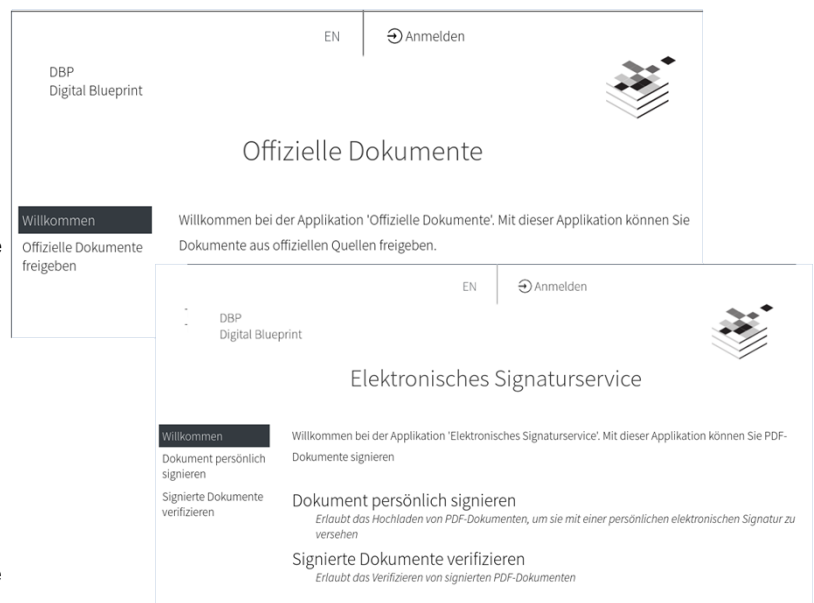 EN
Anmelden
DBP
Digital Blueprint
Offizielle Dokumente
Willkommen
Offizielle Dokumente
freigeben
Willkommen bei der Applikation 'Offizielle Dokumente'. Mit dieser Applikation können Sie
Dokumente aus offiziellen Quellen freigeben.
EN
Anmelden
DBP
Digital Blueprint
Elektronisches Signaturservice
Willkommen
Dokument persönlich
signieren
Signierte Dokumente
verifizieren
Willkommen bei der Applikation 'Elektronisches Signaturservice'. Mit dieser Applikation können Sie PDF-
Dokumente signieren
Dokument persönlich signieren
Erlaubt das Hochladen von PDF-Dokumenten, um sie mit einer persönlichen elektronischen Signatur zu
versehen
Signierte Dokumente verifizieren
Erlaubt das Verifizieren von signierten PDF-Dokumenten